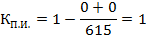 Кп.и. = 1 − (0 + 0)/615 = 1